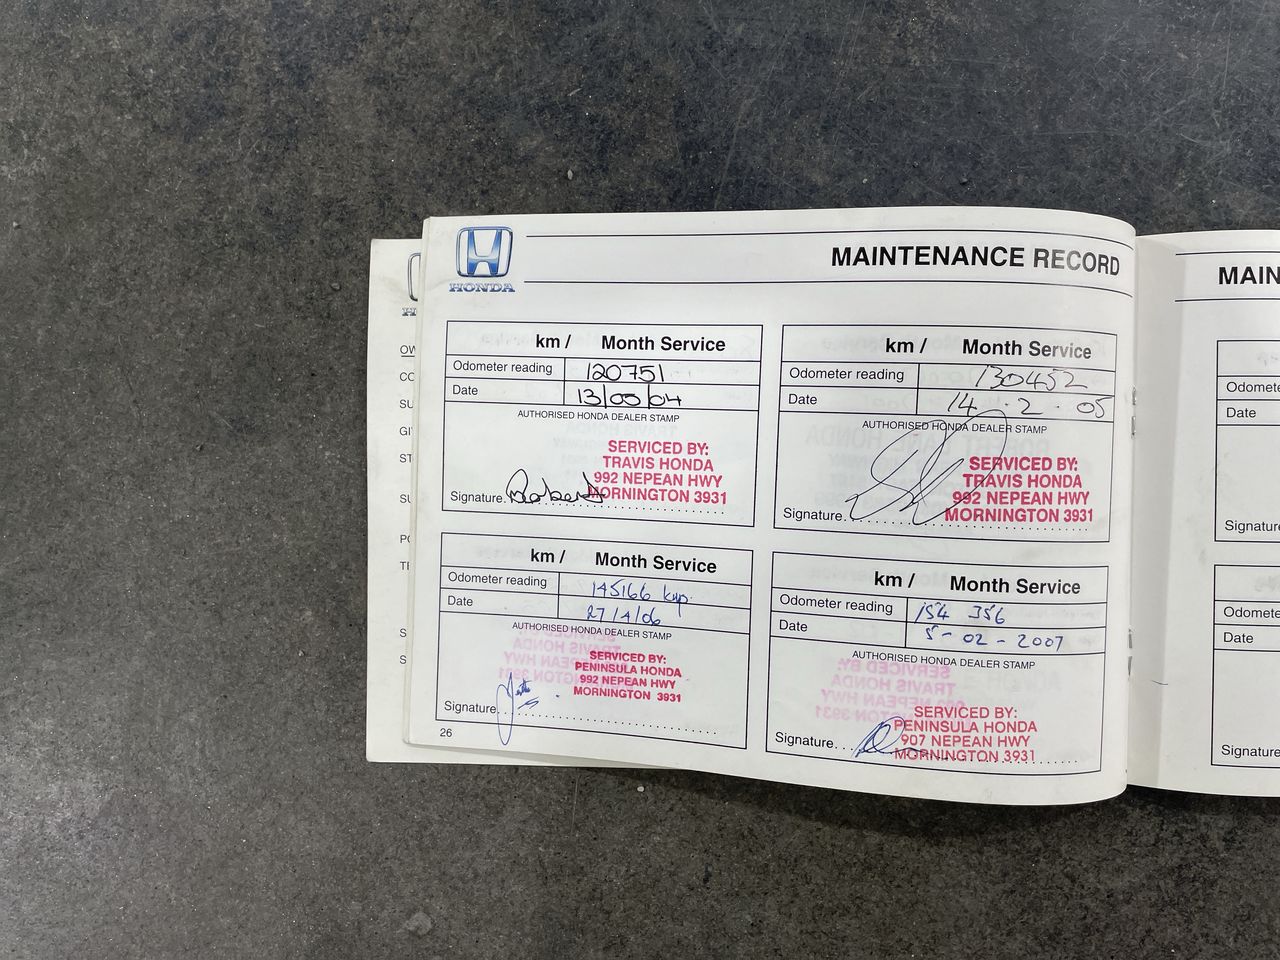 HONDA
MAINTENANCE RECORD
km / Month Service
Odometer reading 120751
Date 13/05/04
AUTHORISED HONDA DEALER STAMP
SERVICED BY:
TRAVIS HONDA
992 NEPEAN HWY
MORNINGTON 3931
Signature
km / Month Service
Odometer reading 130452
Date 14.2.05
AUTHORISED HONDA DEALER STAMP
SERVICED BY:
TRAVIS HONDA
992 NEPEAN HWY
MORNINGTON 3931
Signature
km / Month Service
Odometer reading 145166
Date 27/4/06
AUTHORISED HONDA DEALER STAMP
SERVICED BY:
PENINSULA HONDA
992 NEPEAN HWY
MORNINGTON 3931
Signature
km / Month Service
Odometer reading 154 356
Date 5-02-2007
AUTHORISED HONDA DEALER STAMP
SERVICED BY:
PENINSULA HONDA
907 NEPEAN HWY
MORNINGTON 3931
Signature
26
MAIN
Odomete
Date
Signature
Odomete
Date
Signature